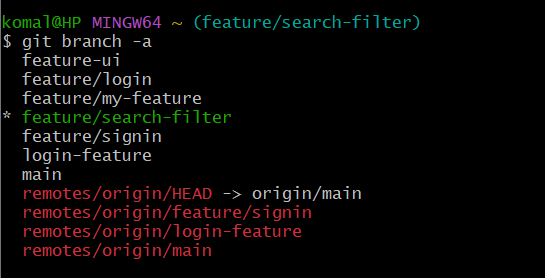 komal@HP MINGW64 ~ (feature/search-filter)
$ git branch -a
feature-ui
feature/login
feature/my-feature
* feature/search-filter
feature/signin
login-feature
main
remotes/origin/HEAD -> origin/main
remotes/origin/feature/signin
remotes/origin/login-feature
remotes/origin/main